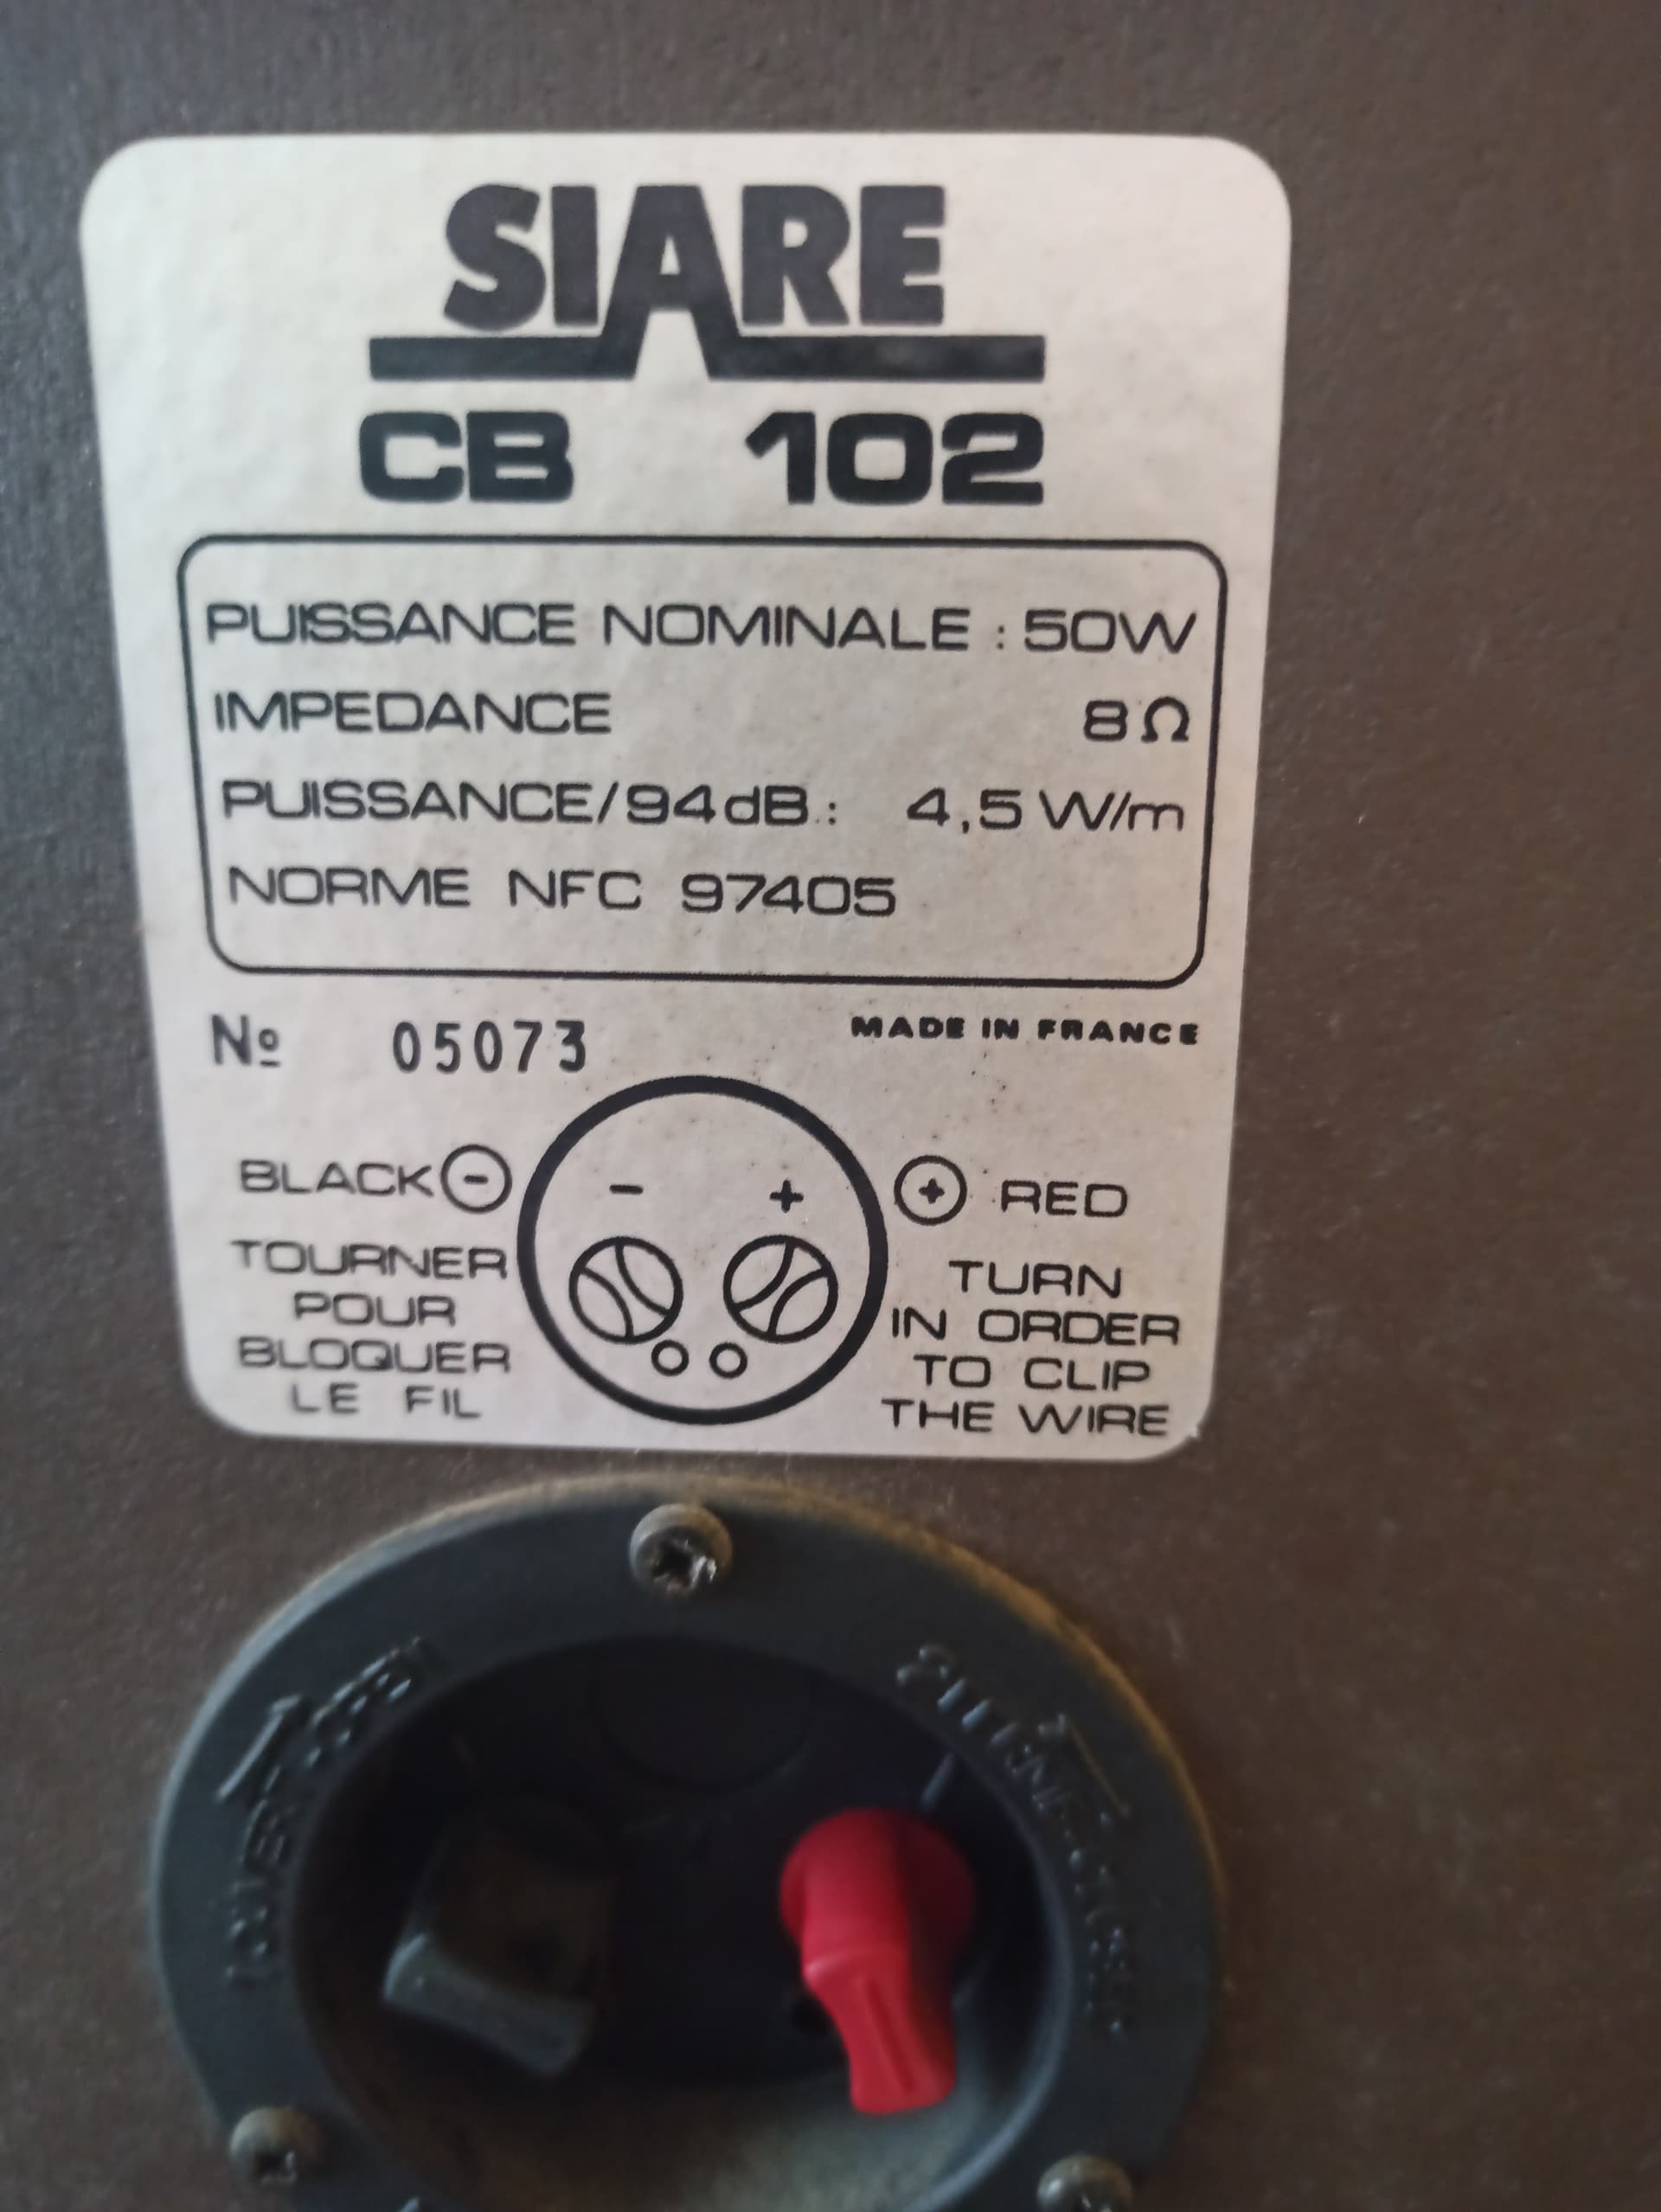 SIARE
CB 102
PUISSANCE NOMINALE : 50W
IMPEDANCE 8Ω
PUISSANCE/94dB : 4,5 W/m
NORME NFC 97405
Nº 05073 MADE IN FRANCE
BLACK ⊖ - + ⊕ RED
TOURNER
POUR
BLOQUER
LE FIL
TURN
IN ORDER
TO CLIP
THE WIRE